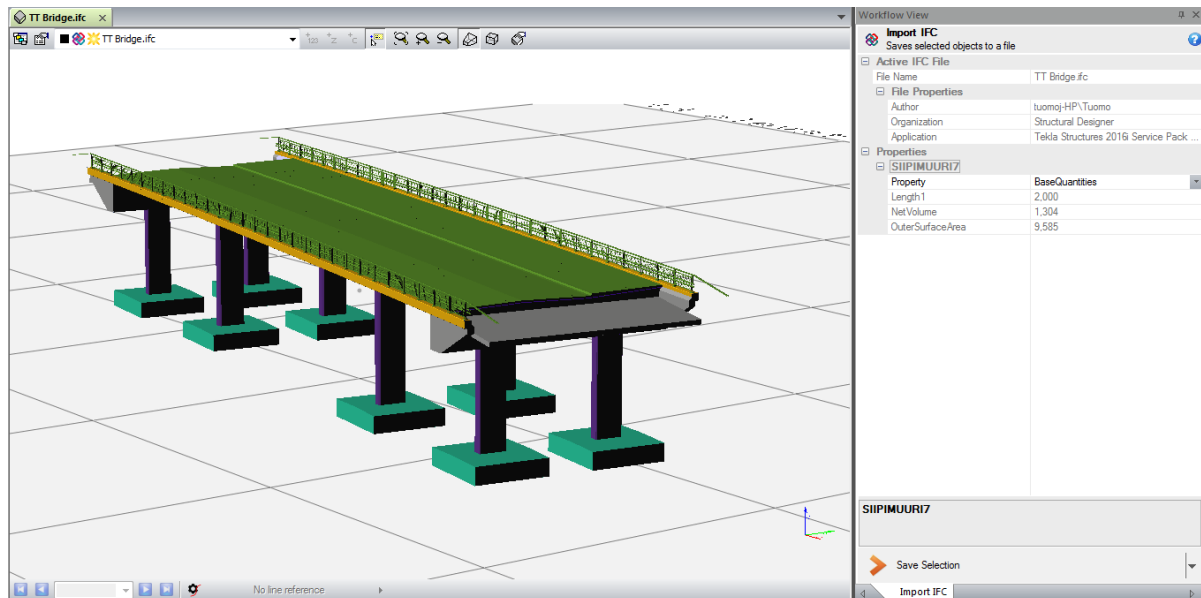 TT Bridge.ifc
TT Bridge.ifc
Workflow View
Import IFC
Saves selected objects to a file
Active IFC File
File Name TT Bridge.ifc
File Properties
Author tuomoj-HP\Tuomo
Organization Structural Designer
Application Tekla Structures 2016i Service Pack ...
Properties
SIIPIMUURI7
Property BaseQuantities
Length1 2,000
NetVolume 1,304
OuterSurfaceArea 9,585
SIIPIMUURI7
Save Selection
No line reference
Import IFC